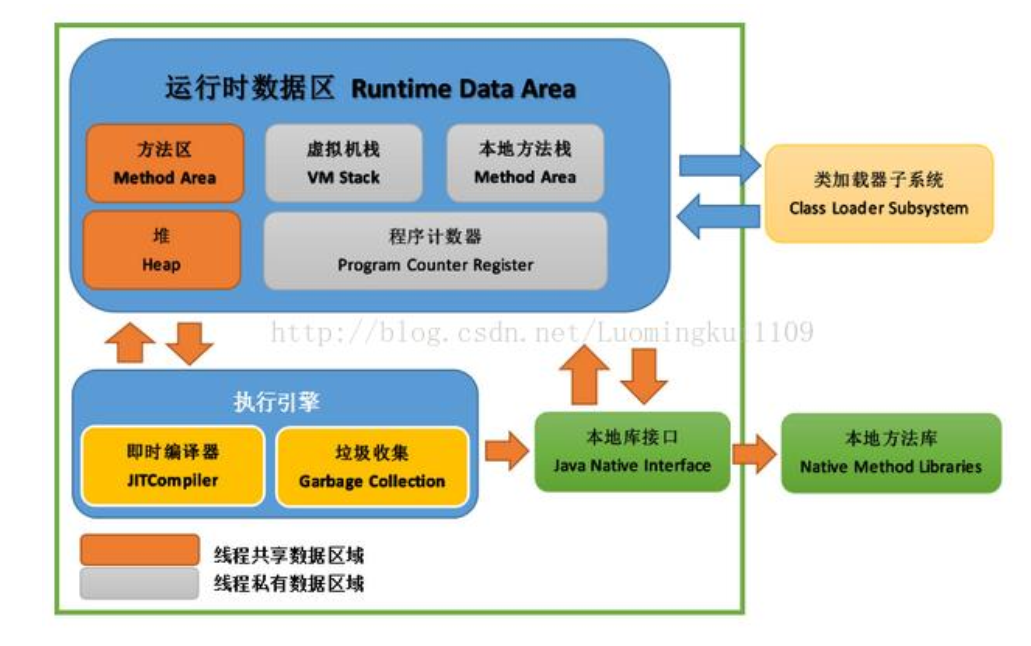 运行时数据区 Runtime Data Area
方法区
Method Area
虚拟机栈
VM Stack
本地方法栈
Method Area
类加载器子系统
Class Loader Subsystem
堆
Heap
程序计数器
Program Counter Register
http://blog.csdn.net/Luomingkui1109
执行引擎
即时编译器
JITCompiler
垃圾收集
Garbage Collection
本地库接口
Java Native Interface
本地方法库
Native Method Libraries
线程共享数据区域
线程私有数据区域